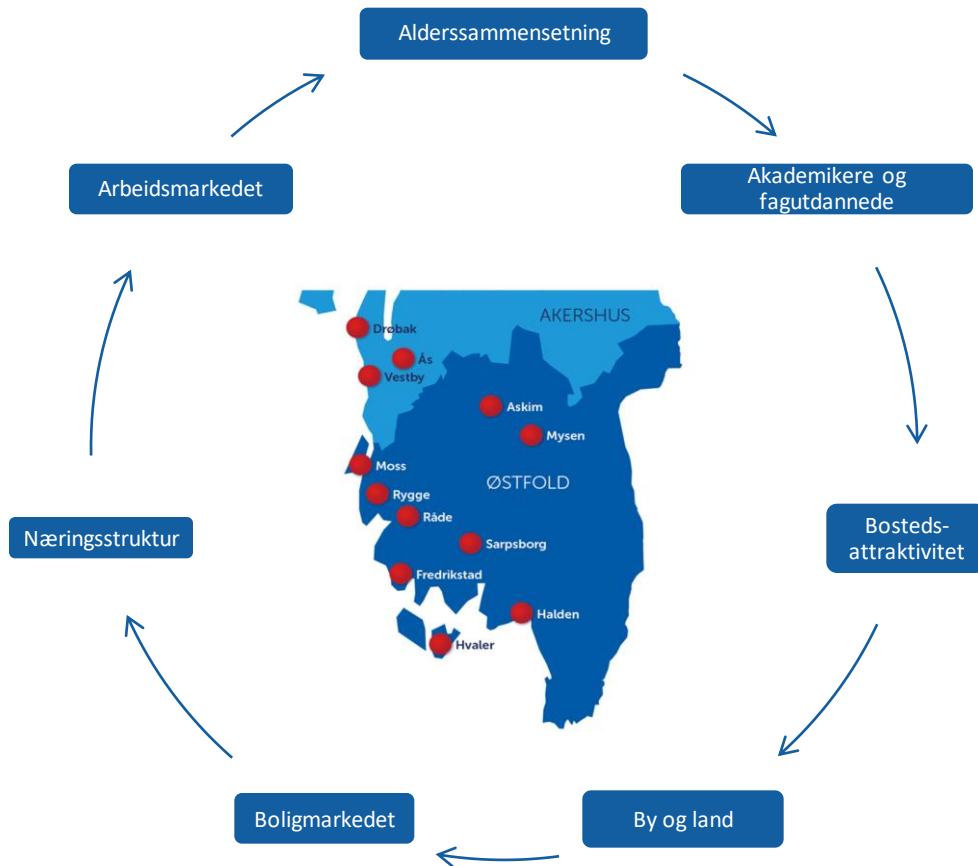 Alderssammensetning
Akademikere og
fagutdannede
Bosteds-
attraktivitet
By og land
Boligmarkedet
Næringsstruktur
Arbeidsmarkedet
AKERSHUS
Drøbak
Ås
Vestby
Askim
Mysen
Moss
ØSTFOLD
Rygge
Råde
Sarpsborg
Fredrikstad
Halden
Hvaler